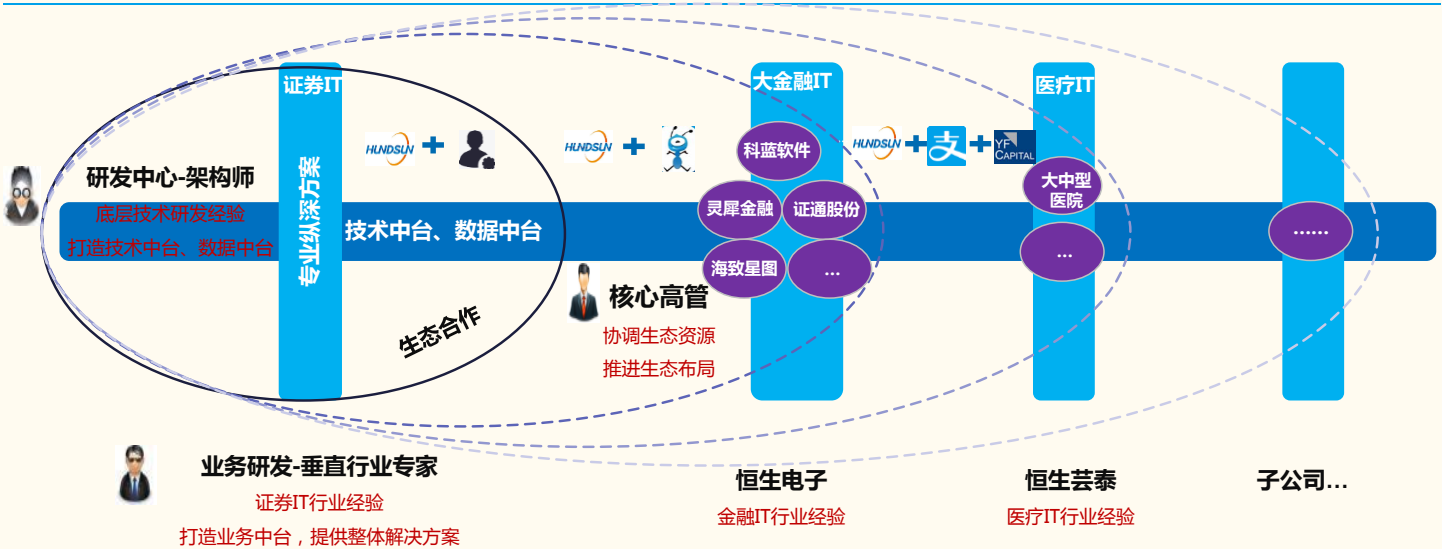 证券IT
大金融IT
医疗IT
HUNDSUN
HUNDSUN
HUNDSUN
支
YF
CAPITAL
科蓝软件
研发中心-架构师
底层技术研发经验
打造技术中台、数据中台
专业纵深方案
技术中台、数据中台
灵犀金融
证通股份
大中型
医院
......
海致星图
...
...
核心高管
协调生态资源
推进生态布局
生态合作
业务研发-垂直行业专家
证券IT行业经验
打造业务中台，提供整体解决方案
恒生电子
金融IT行业经验
恒生芸泰
医疗IT行业经验
子公司...